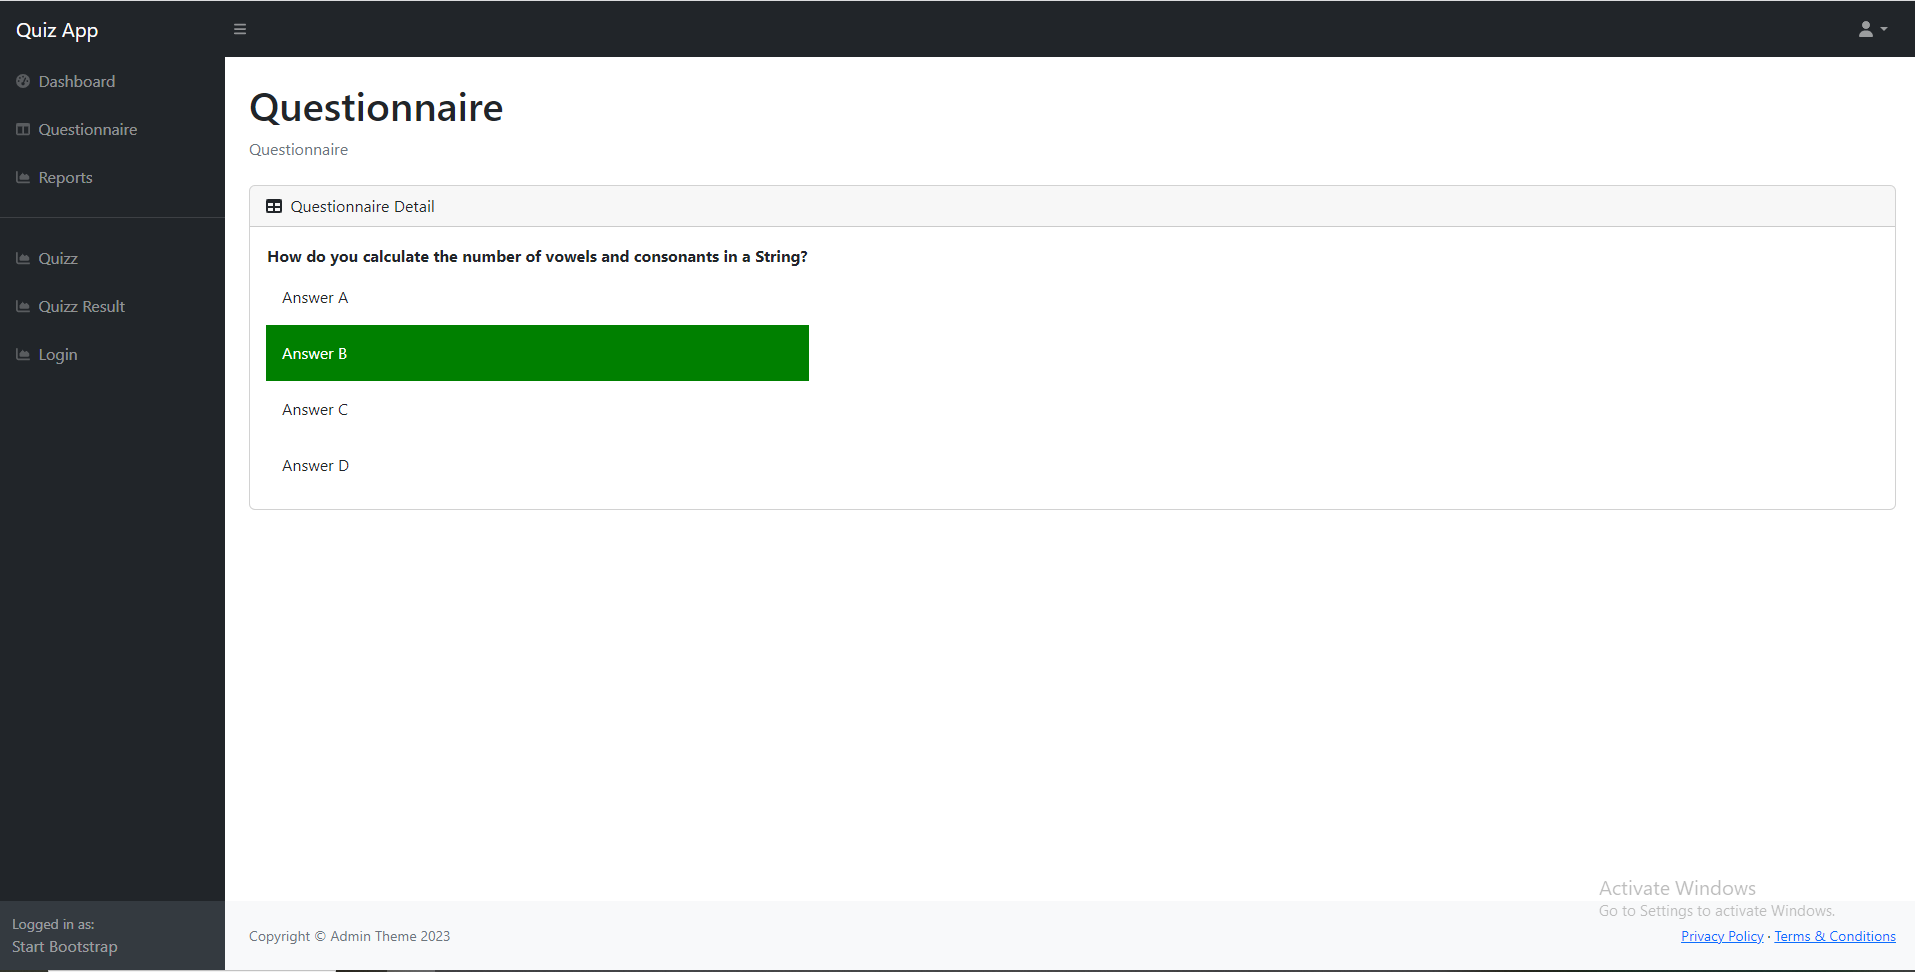 Quiz App
Dashboard
Questionnaire
Reports
Quizz
Quizz Result
Login
Logged in as:
Start Bootstrap
Questionnaire
Questionnaire
Questionnaire Detail
How do you calculate the number of vowels and consonants in a String?
Answer A
Answer B
Answer C
Answer D
Activate Windows
Go to Settings to activate Windows.
Copyright © Admin Theme 2023
Privacy Policy · Terms & Conditions